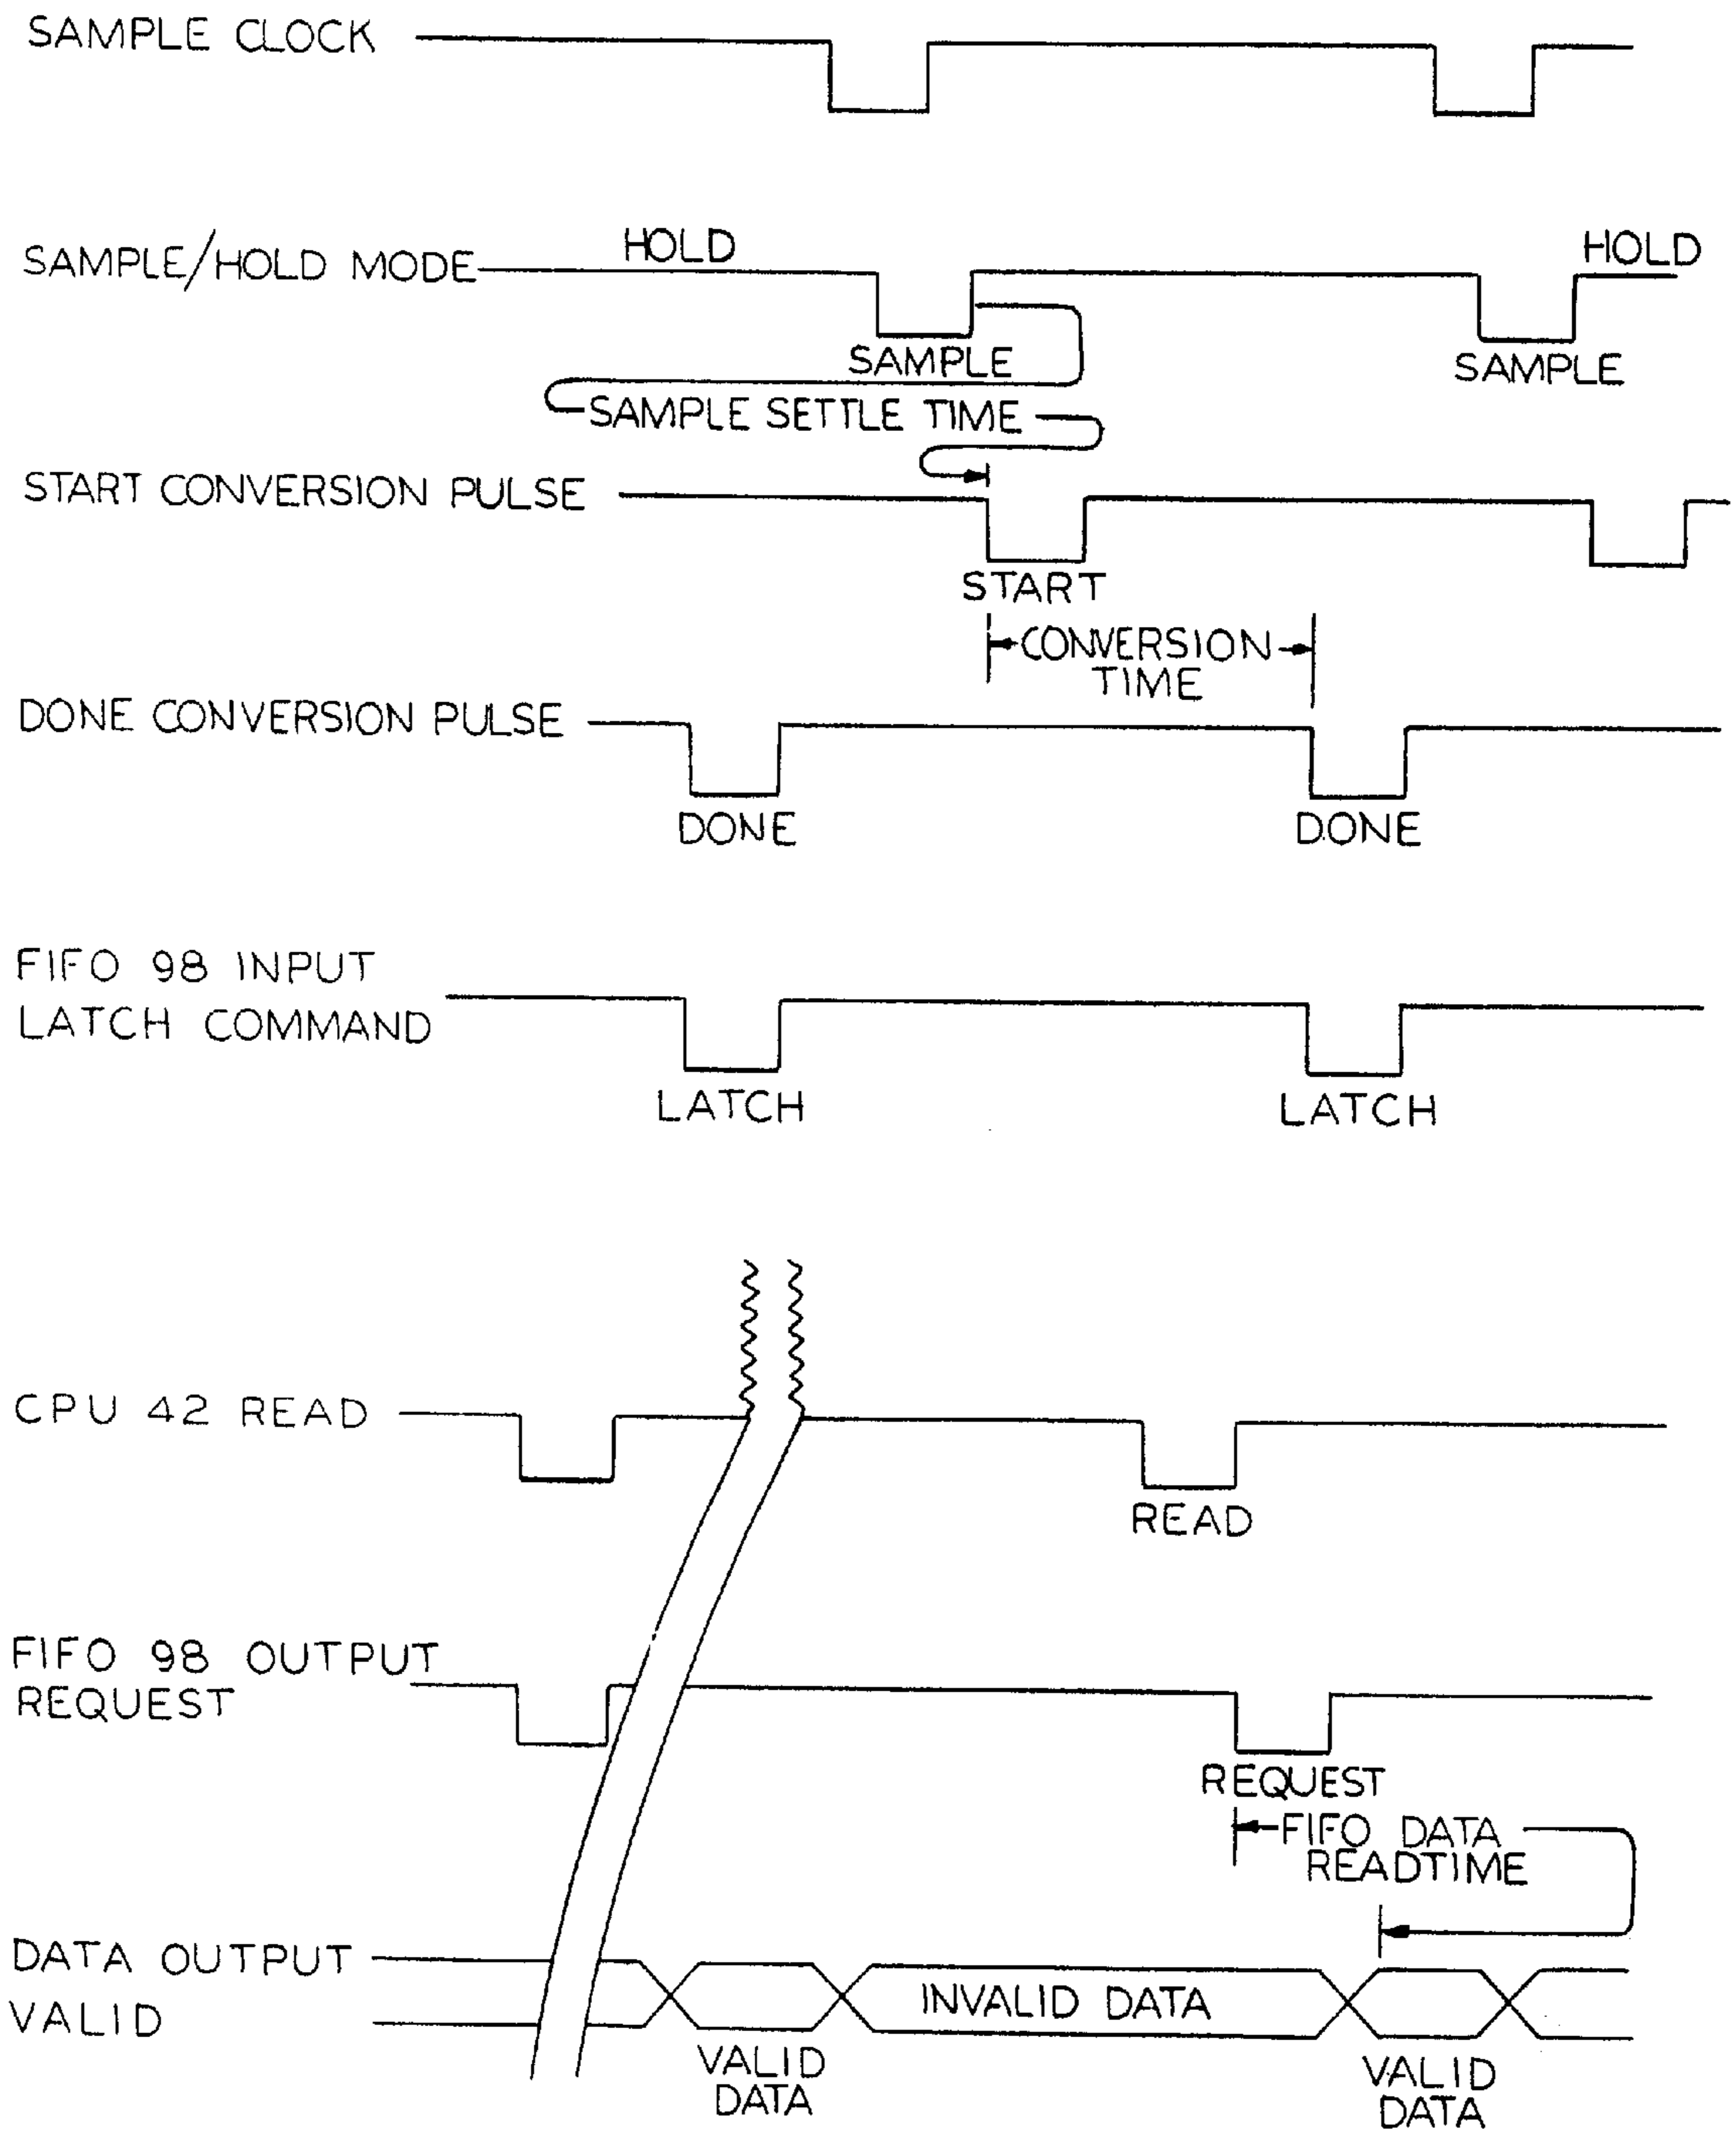 SAMPLE CLOCK
SAMPLE/HOLD MODE
HOLD
HOLD
SAMPLE
SAMPLE
SAMPLE SETTLE TIME
START CONVERSION PULSE
START
CONVERSION
TIME
DONE CONVERSION PULSE
DONE
DONE
FIFO 98 INPUT
LATCH COMMAND
LATCH
LATCH
CPU 42 READ
READ
FIFO 98 OUTPUT
REQUEST
REQUEST
FIFO DATA
READTIME
DATA OUTPUT
VALID
INVALID DATA
VALID
DATA
VALID
DATA